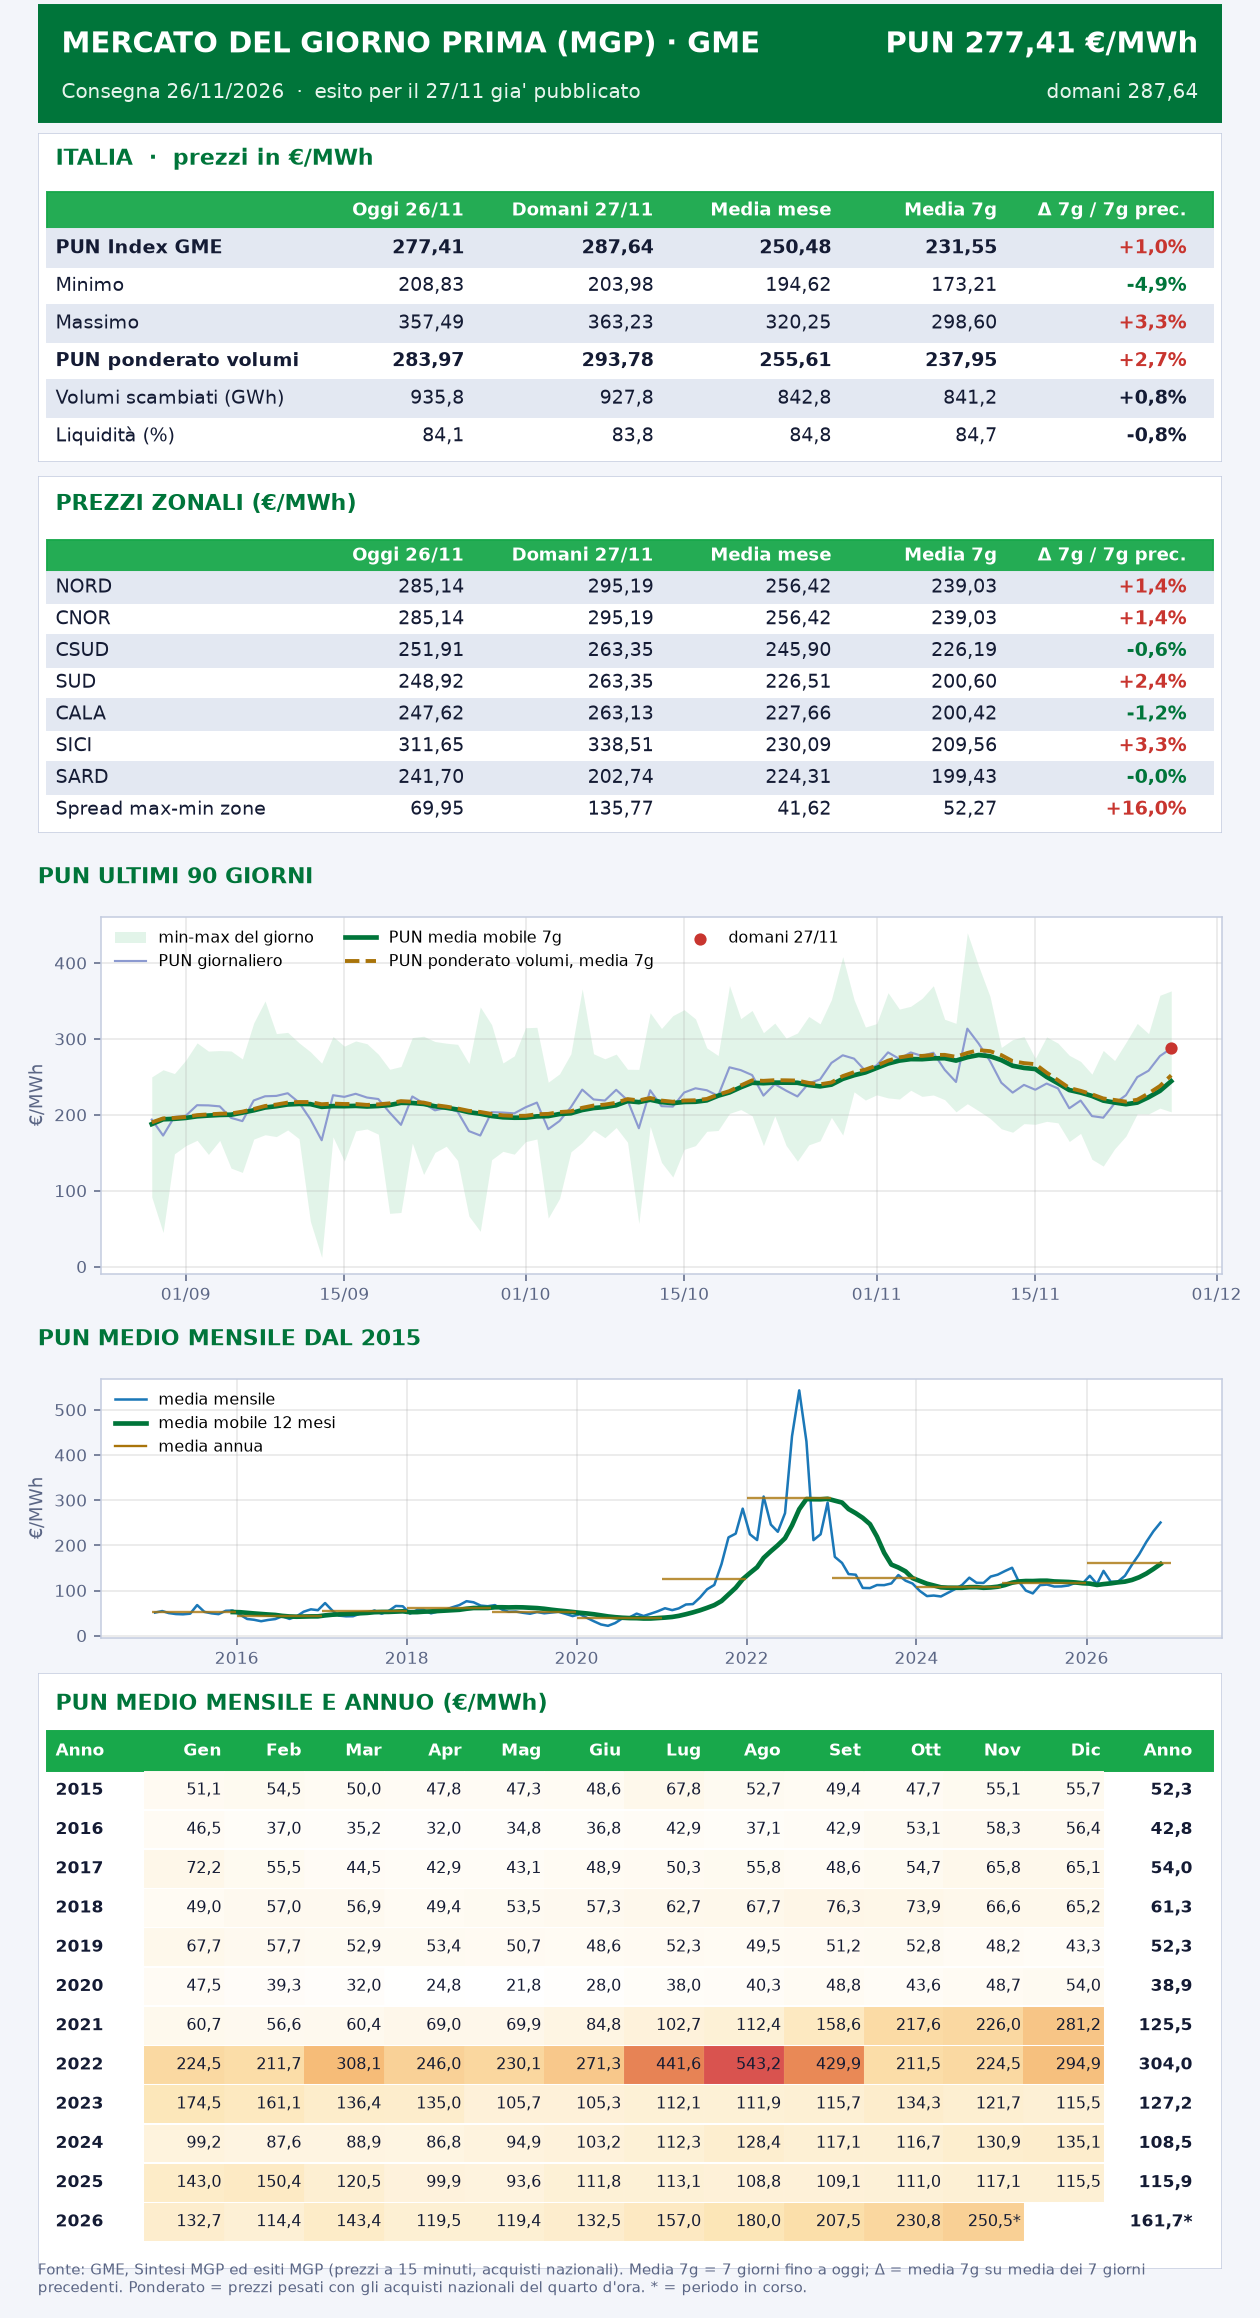 MERCATO DEL GIORNO PRIMA (MGP) · GME PUN 277,41 €/MWh
Consegna 26/11/2026 · esito per il 27/11 gia' pubblicato domani 287,64
ITALIA · prezzi in €/MWh
Oggi 26/11 Domani 27/11 Media mese Media 7g Δ 7g / 7g prec.
PUN Index GME 277,41 287,64 250,48 231,55 +1,0%
Minimo 208,83 203,98 194,62 173,21 -4,9%
Massimo 357,49 363,23 320,25 298,60 +3,3%
PUN ponderato volumi 283,97 293,78 255,61 237,95 +2,7%
Volumi scambiati (GWh) 935,8 927,8 842,8 841,2 +0,8%
Liquidità (%) 84,1 83,8 84,8 84,7 -0,8%
PREZZI ZONALI (€/MWh)
Oggi 26/11 Domani 27/11 Media mese Media 7g Δ 7g / 7g prec.
NORD 285,14 295,19 256,42 239,03 +1,4%
CNOR 285,14 295,19 256,42 239,03 +1,4%
CSUD 251,91 263,35 245,90 226,19 -0,6%
SUD 248,92 263,35 226,51 200,60 +2,4%
CALA 247,62 263,13 227,66 200,42 -1,2%
SICI 311,65 338,51 230,09 209,56 +3,3%
SARD 241,70 202,74 224,31 199,43 -0,0%
Spread max-min zone 69,95 135,77 41,62 52,27 +16,0%
PUN ULTIMI 90 GIORNI
min-max del giorno PUN media mobile 7g domani 27/11
PUN giornaliero PUN ponderato volumi, media 7g
€/MWh
400
300
200
100
0
01/09 15/09 01/10 15/10 01/11 15/11 01/12
PUN MEDIO MENSILE DAL 2015
media mensile
media mobile 12 mesi
media annua
€/MWh
500
400
300
200
100
0
2016 2018 2020 2022 2024 2026
PUN MEDIO MENSILE E ANNUO (€/MWh)
Anno Gen Feb Mar Apr Mag Giu Lug Ago Set Ott Nov Dic Anno
2015 51,1 54,5 50,0 47,8 47,3 48,6 67,8 52,7 49,4 47,7 55,1 55,7 52,3
2016 46,5 37,0 35,2 32,0 34,8 36,8 42,9 37,1 42,9 53,1 58,3 56,4 42,8
2017 72,2 55,5 44,5 42,9 43,1 48,9 50,3 55,8 48,6 54,7 65,8 65,1 54,0
2018 49,0 57,0 56,9 49,4 53,5 57,3 62,7 67,7 76,3 73,9 66,6 65,2 61,3
2019 67,7 57,7 52,9 53,4 50,7 48,6 52,3 49,5 51,2 52,8 48,2 43,3 52,3
2020 47,5 39,3 32,0 24,8 21,8 28,0 38,0 40,3 48,8 43,6 48,7 54,0 38,9
2021 60,7 56,6 60,4 69,0 69,9 84,8 102,7 112,4 158,6 217,6 226,0 281,2 125,5
2022 224,5 211,7 308,1 246,0 230,1 271,3 441,6 543,2 429,9 211,5 224,5 294,9 304,0
2023 174,5 161,1 136,4 135,0 105,7 105,3 112,1 111,9 115,7 134,3 121,7 115,5 127,2
2024 99,2 87,6 88,9 86,8 94,9 103,2 112,3 128,4 117,1 116,7 130,9 135,1 108,5
2025 143,0 150,4 120,5 99,9 93,6 111,8 113,1 108,8 109,1 111,0 117,1 115,5 115,9
2026 132,7 114,4 143,4 119,5 119,4 132,5 157,0 180,0 207,5 230,8 250,5* 161,7*
Fonte: GME, Sintesi MGP ed esiti MGP (prezzi a 15 minuti, acquisti nazionali). Media 7g = 7 giorni fino a oggi; Δ = media 7g su media dei 7 giorni
precedenti. Ponderato = prezzi pesati con gli acquisti nazionali del quarto d'ora. * = periodo in corso.